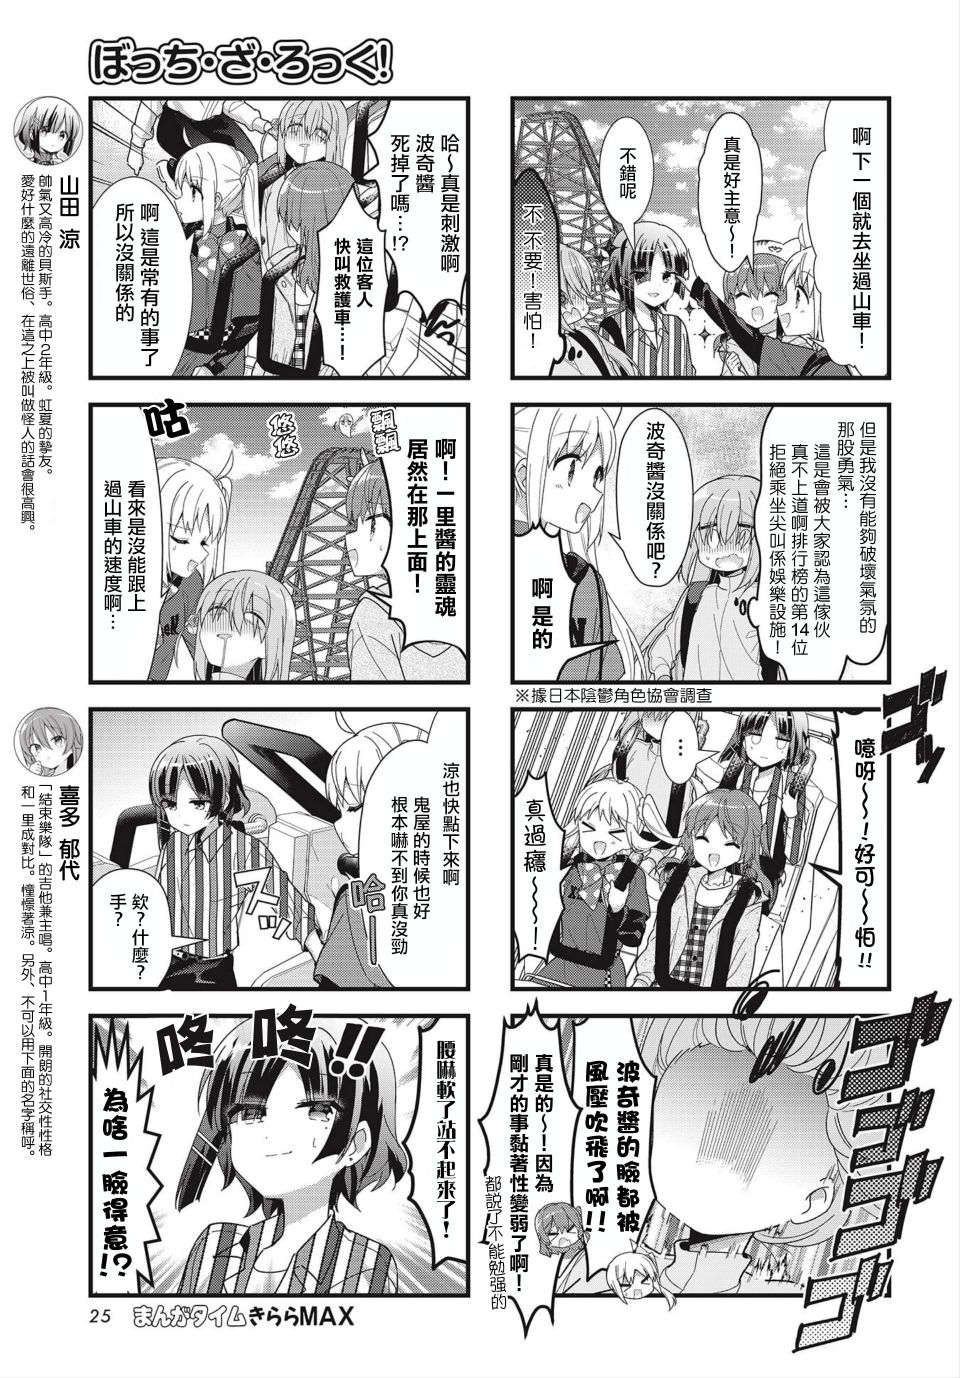 ぼっち・ざ・ろっく!
啊 下一個就去坐過山車!
真是好主意~!
不錯呢
不、不要!害怕!
但是我沒有能夠破壞氣氛的
那股勇氣…
這是會被大家認為這傢伙
真不上道啊排行榜的第14位
拒絕乘坐尖叫係娛樂設施!
波奇醬沒關係吧?
啊 是的
※據日本陰鬱角色協會調查
ゴッ
噫呀~!好可~怕!!
…
真過癮~~!
ゴゴゴゴゴ
波奇醬的臉都被
風壓吹飛了啊!!
真是的~!因為
剛才的事黏著性變弱了啊!
都說了不能勉强的
哈~真是刺激啊
波奇醬
死掉了嗎…!?
這位客人
快叫救護車…!
啊 這是常有的事了
所以沒關係的
飄飄
悠悠
啊!一里醬的靈魂
居然在那上面!
咕
看來是沒能跟上
過山車的速度啊…
涼也快點下來啊
鬼屋的時候也好
根本嚇不到你真沒勁
哈
スッ
欸?什麼?
手?
腰嚇軟了站不起來了!
咚咚!!
為啥一臉得意!?
山田 涼
帥氣又高冷的貝斯手。高中2年級。虹夏的摯友。
愛好什麼的遠離世俗、在這之上被叫做怪人的話會很高興。
喜多 郁代
「結束樂隊」的吉他兼主唱。高中1年級。開朗的社交性性格
和一里成對比。憧憬著涼。另外、不可以用下面的名字稱呼。
25 まんがタイムきららMAX